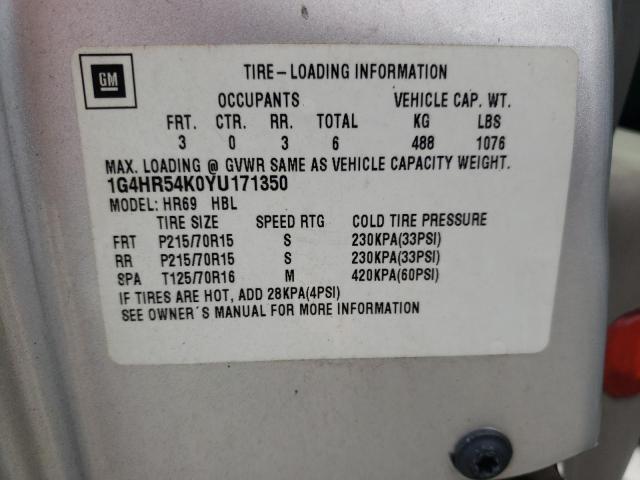 GM
TIRE-LOADING INFORMATION
OCCUPANTS VEHICLE CAP. WT.
FRT. CTR. RR. TOTAL KG LBS
3 0 3 6 488 1076
MAX. LOADING @ GVWR SAME AS VEHICLE CAPACITY WEIGHT.
1G4HR54K0YU171350
MODEL: HR69 HBL
TIRE SIZE SPEED RTG COLD TIRE PRESSURE
FRT P215/70R15 S 230KPA(33PSI)
RR P215/70R15 S 230KPA(33PSI)
SPA T125/70R16 M 420KPA(60PSI)
IF TIRES ARE HOT, ADD 28KPA(4PSI)
SEE OWNER'S MANUAL FOR MORE INFORMATION